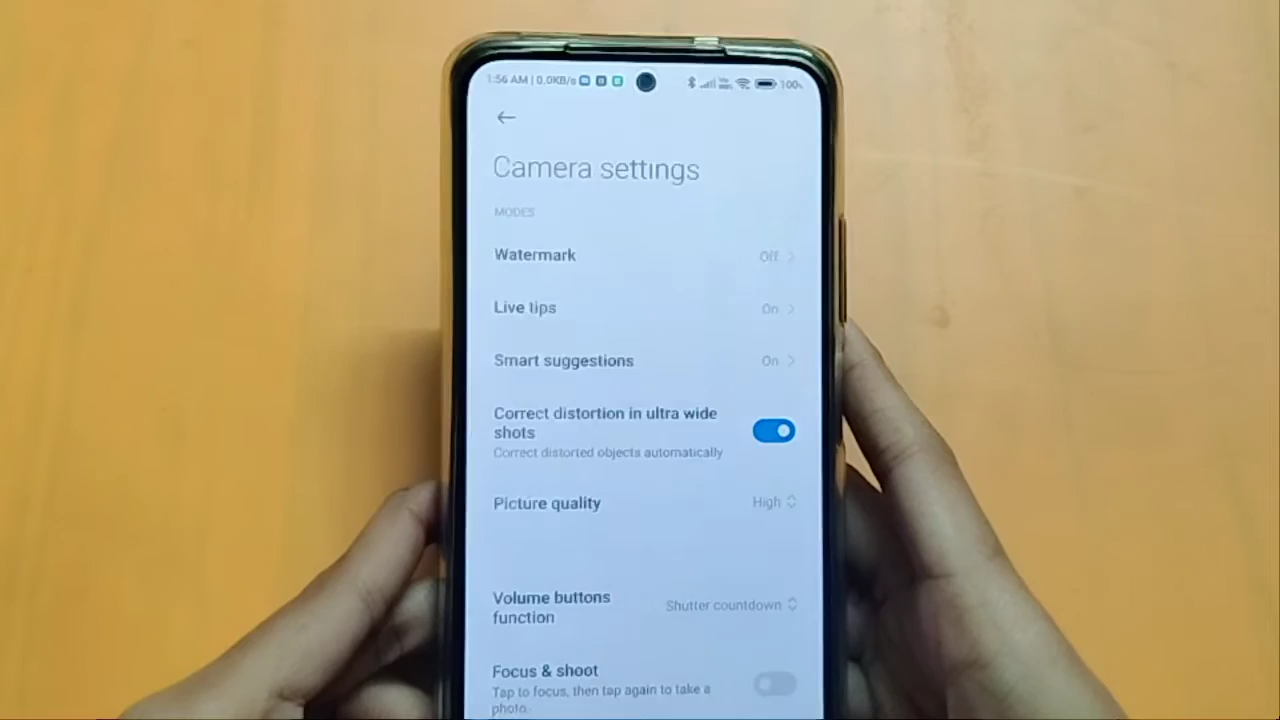 1:56 AM | 0.0KB/s 100%
Camera settings
MODES
Watermark Off
Live tips On
Smart suggestions On
Correct distortion in ultra wide
shots
Correct distorted objects automatically
Picture quality High
Volume buttons
function Shutter countdown
Focus & shoot
Tap to focus, then tap again to take a
photo.